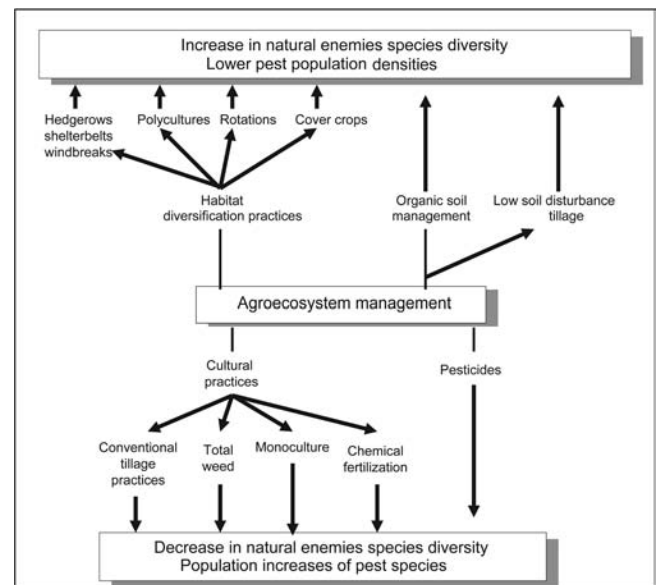 Increase in natural enemies species diversity
Lower pest population densities
Hedgerows
shelterbelts
windbreaks
Polycultures
Rotations
Cover crops
Habitat
diversification practices
Organic soil
management
Low soil disturbance
tillage
Agroecosystem management
Cultural
practices
Pesticides
Conventional
tillage
practices
Total
weed
Monoculture
Chemical
fertilization
Decrease in natural enemies species diversity
Population increases of pest species